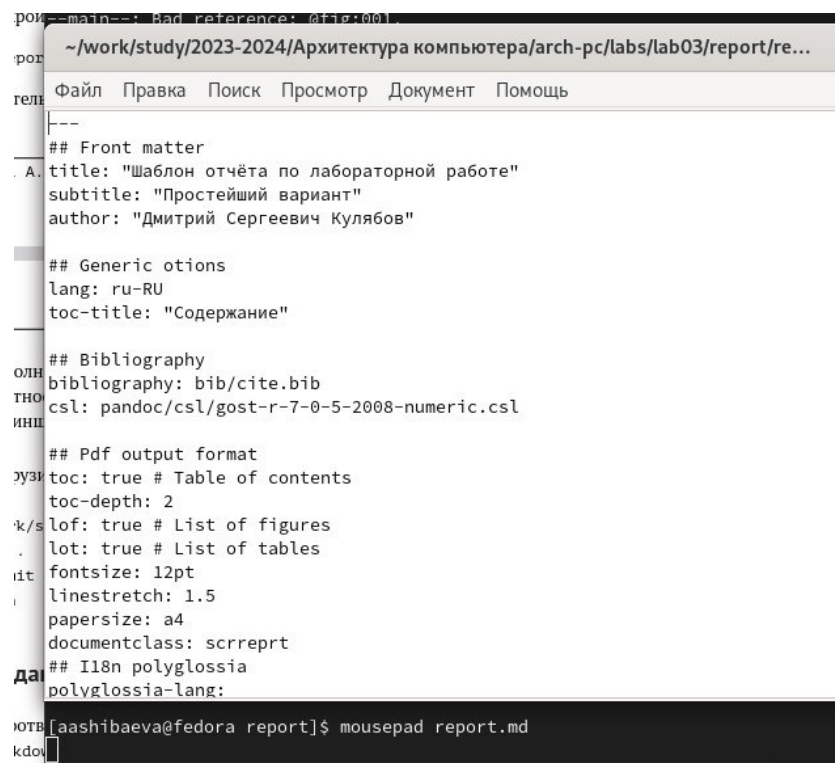 --main--: Bad reference: @fig:001.
~/work/study/2023-2024/Архитектура компьютера/arch-pc/labs/lab03/report/re...
Файл Правка Поиск Просмотр Документ Помощь
---
## Front matter
title: "Шаблон отчёта по лабораторной работе"
subtitle: "Простейший вариант"
author: "Дмитрий Сергеевич Кулябов"
## Generic otions
lang: ru-RU
toc-title: "Содержание"
## Bibliography
bibliography: bib/cite.bib
csl: pandoc/csl/gost-r-7-0-5-2008-numeric.csl
## Pdf output format
toc: true # Table of contents
toc-depth: 2
lof: true # List of figures
lot: true # List of tables
fontsize: 12pt
linestretch: 1.5
papersize: a4
documentclass: scrreprt
## I18n polyglossia
polyglossia-lang:
[aashibaeva@fedora report]$ mousepad report.md